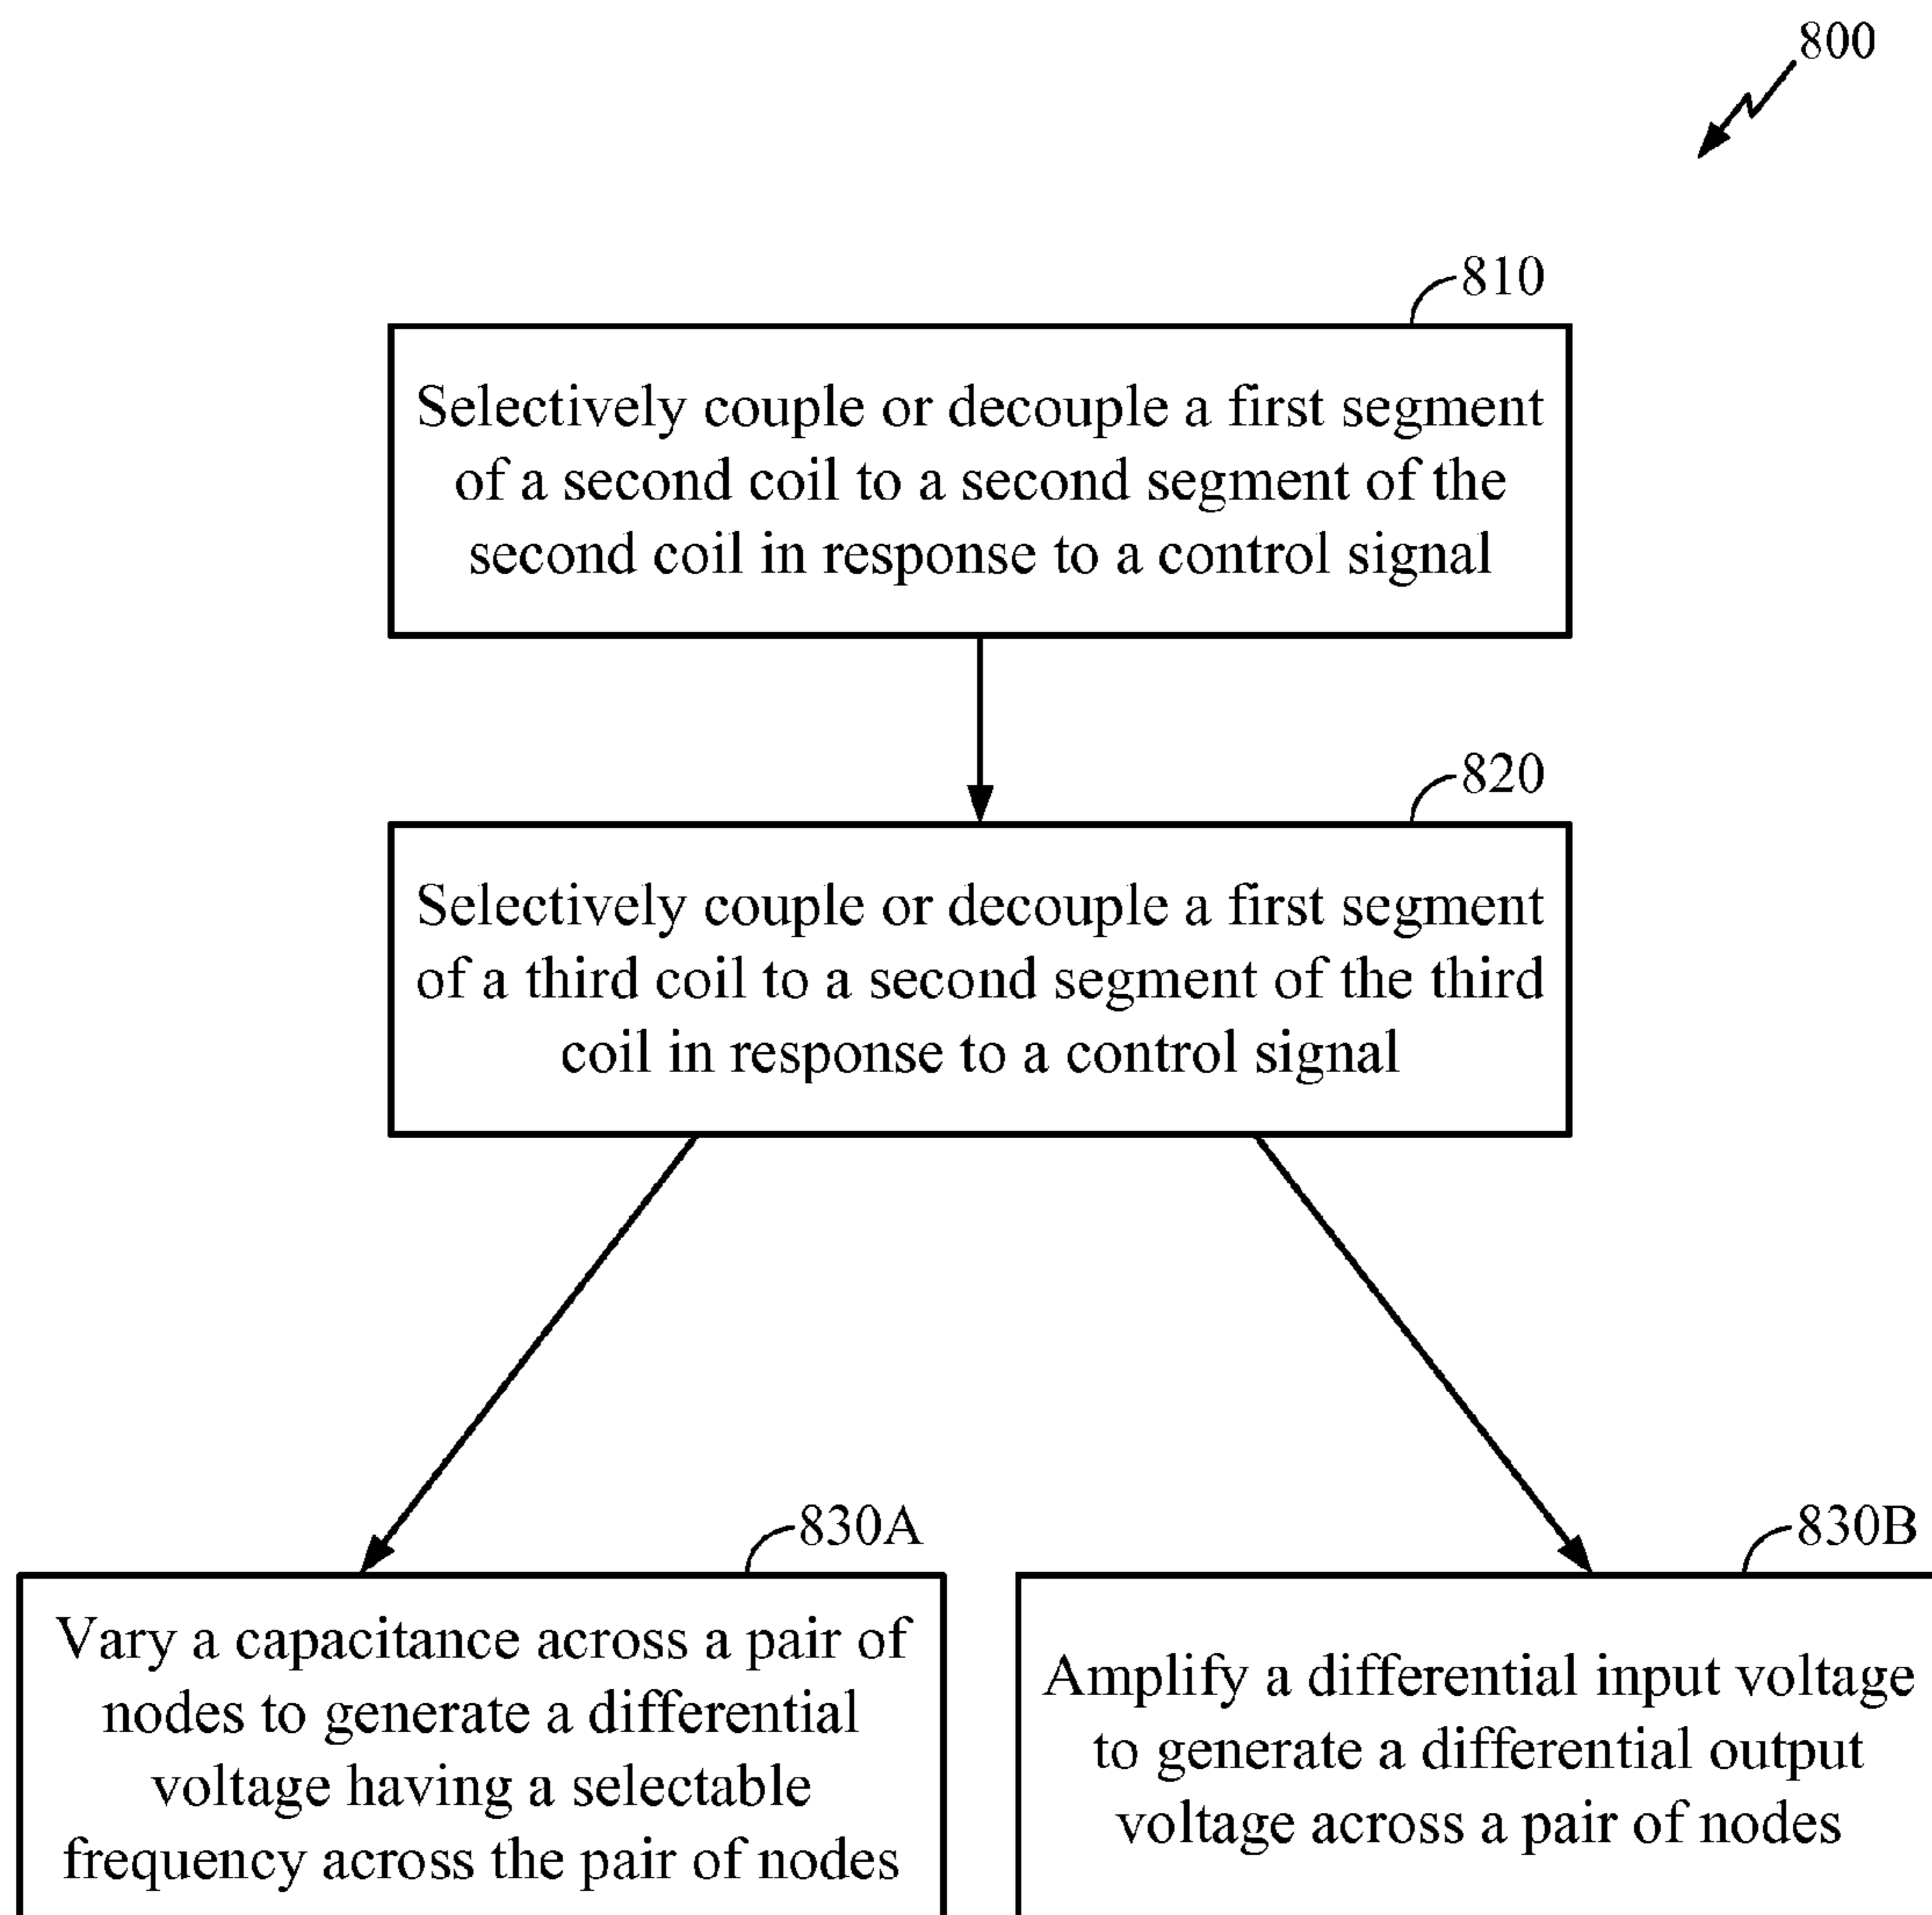 800
810
Selectively couple or decouple a first segment
of a second coil to a second segment of the
second coil in response to a control signal
820
Selectively couple or decouple a first segment
of a third coil to a second segment of the third
coil in response to a control signal
830A
Vary a capacitance across a pair of
nodes to generate a differential
voltage having a selectable
frequency across the pair of nodes
830B
Amplify a differential input voltage
to generate a differential output
voltage across a pair of nodes